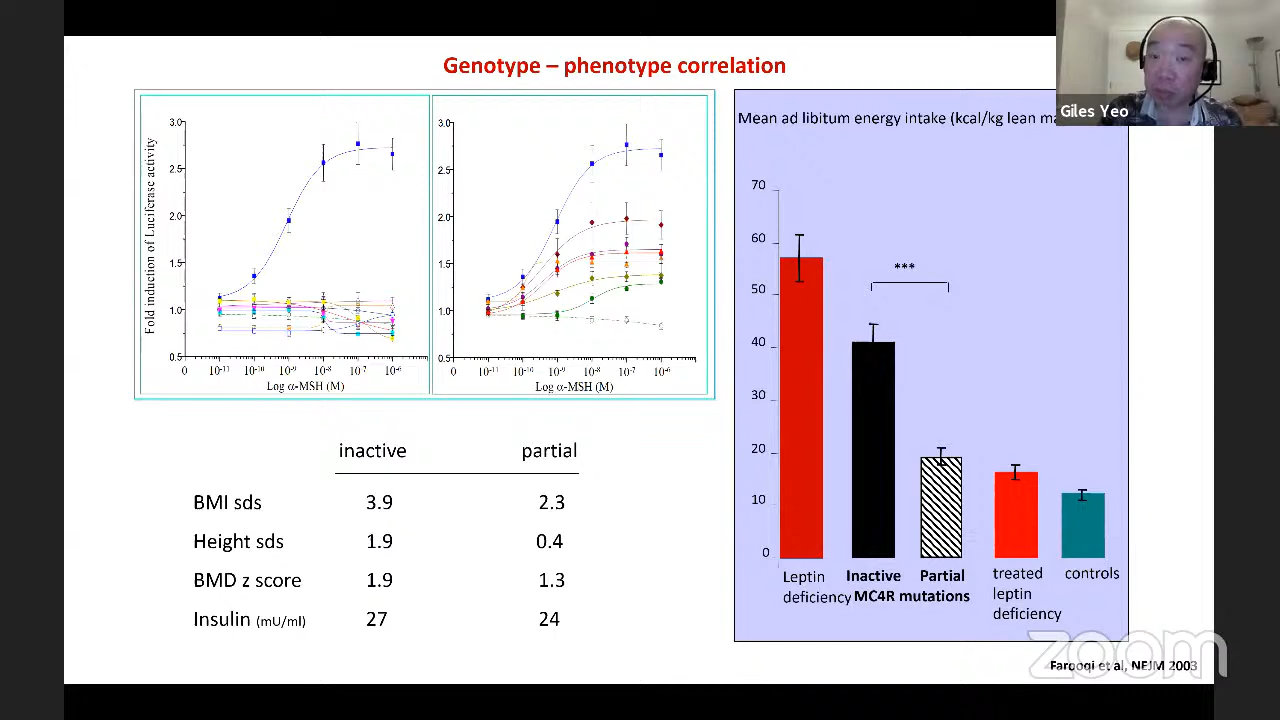 Genotype – phenotype correlation
Giles Yeo
Fold induction of Luciferase activity
3.0
2.5
2.0
1.5
1.0
0.5
0 10⁻¹¹ 10⁻¹⁰ 10⁻⁹ 10⁻⁸ 10⁻⁷ 10⁻⁶
Log α-MSH (M)
3.0
2.5
2.0
1.5
1.0
0.5
0 10⁻¹¹ 10⁻¹⁰ 10⁻⁹ 10⁻⁸ 10⁻⁷ 10⁻⁶
Log α-MSH (M)
inactive partial
BMI sds 3.9 2.3
Height sds 1.9 0.4
BMD z score 1.9 1.3
Insulin (mU/ml) 27 24
Mean ad libitum energy intake (kcal/kg lean
70
60
50
40
30
20
10
0
***
Leptin deficiency
Inactive Partial
MC4R mutations
treated
leptin
deficiency
controls
zoom
Farooqi et al, NEJM 2003